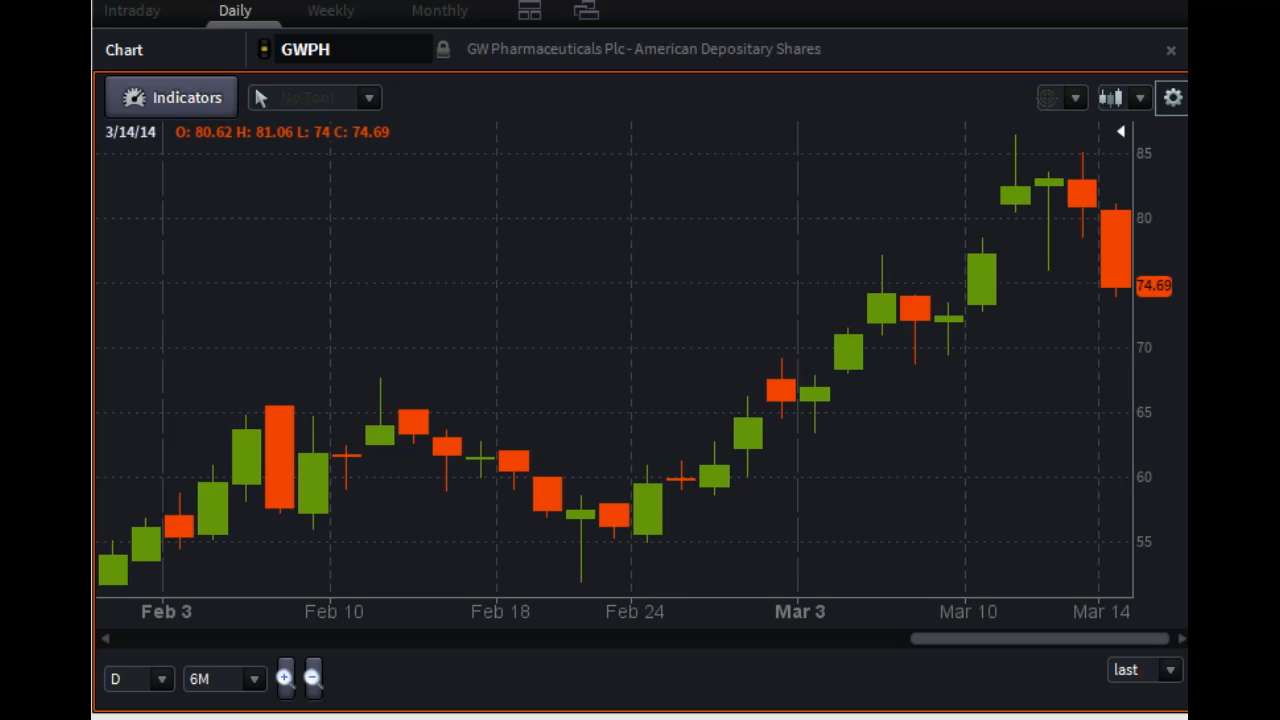 Intraday Daily Weekly Monthly
Chart GWPH GW Pharmaceuticals Plc - American Depositary Shares
Indicators No Tool
3/14/14 O: 80.62 H: 81.06 L: 74 C: 74.69
85
80
74.69
70
65
60
55
Feb 3 Feb 10 Feb 18 Feb 24 Mar 3 Mar 10 Mar 14
D 6M last